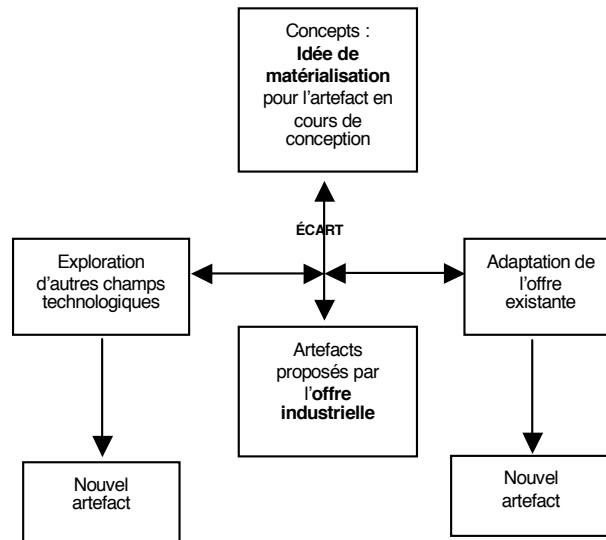 Concepts :
Idée de
matérialisation
pour l'artefact en
cours de
conception
ÉCART
Exploration
d'autres champs
technologiques
Adaptation de
l'offre
existante
Artefacts
proposés par
l'offre
industrielle
Nouvel
artefact
Nouvel
artefact